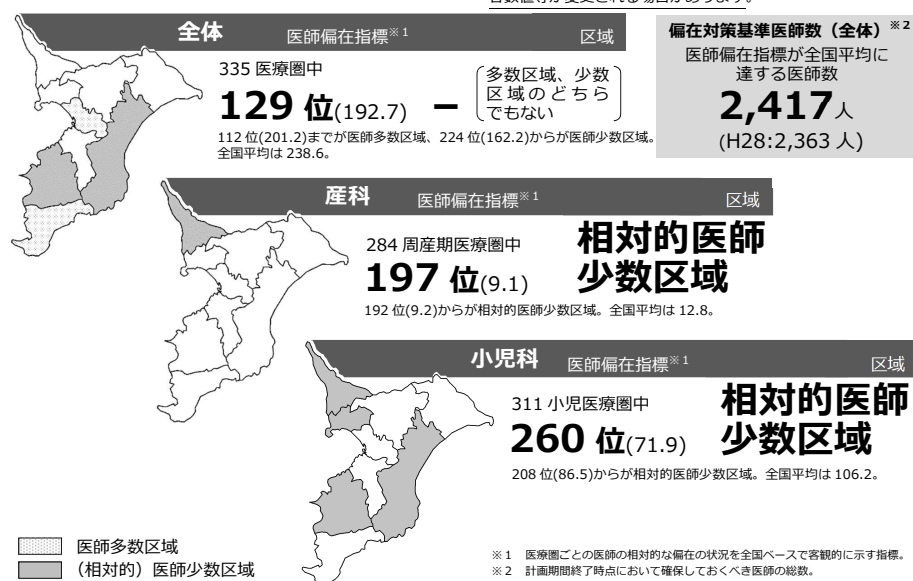 全体 医師偏在指標※1 区域
335 医療圏中
129 位(192.7) − 多数区域、少数
区域のどちら
でもない
112 位(201.2)までが医師多数区域、224 位(162.2)からが医師少数区域。
全国平均は 238.6。
偏在対策基準医師数（全体）※2
医師偏在指標が全国平均に
達する医師数
2,417人
(H28:2,363 人)
産科 医師偏在指標※1 区域
284 周産期医療圏中
197 位(9.1)
相対的医師
少数区域
192 位(9.2)からが相対的医師少数区域。全国平均は 12.8。
小児科 医師偏在指標※1 区域
311 小児医療圏中
260 位(71.9)
相対的医師
少数区域
208 位(86.5)からが相対的医師少数区域。全国平均は 106.2。
医師多数区域
（相対的）医師少数区域
※1 医療圏ごとの医師の相対的な偏在の状況を全国ベースで客観的に示す指標。
※2 計画期間終了時点において確保しておくべき医師の総数。